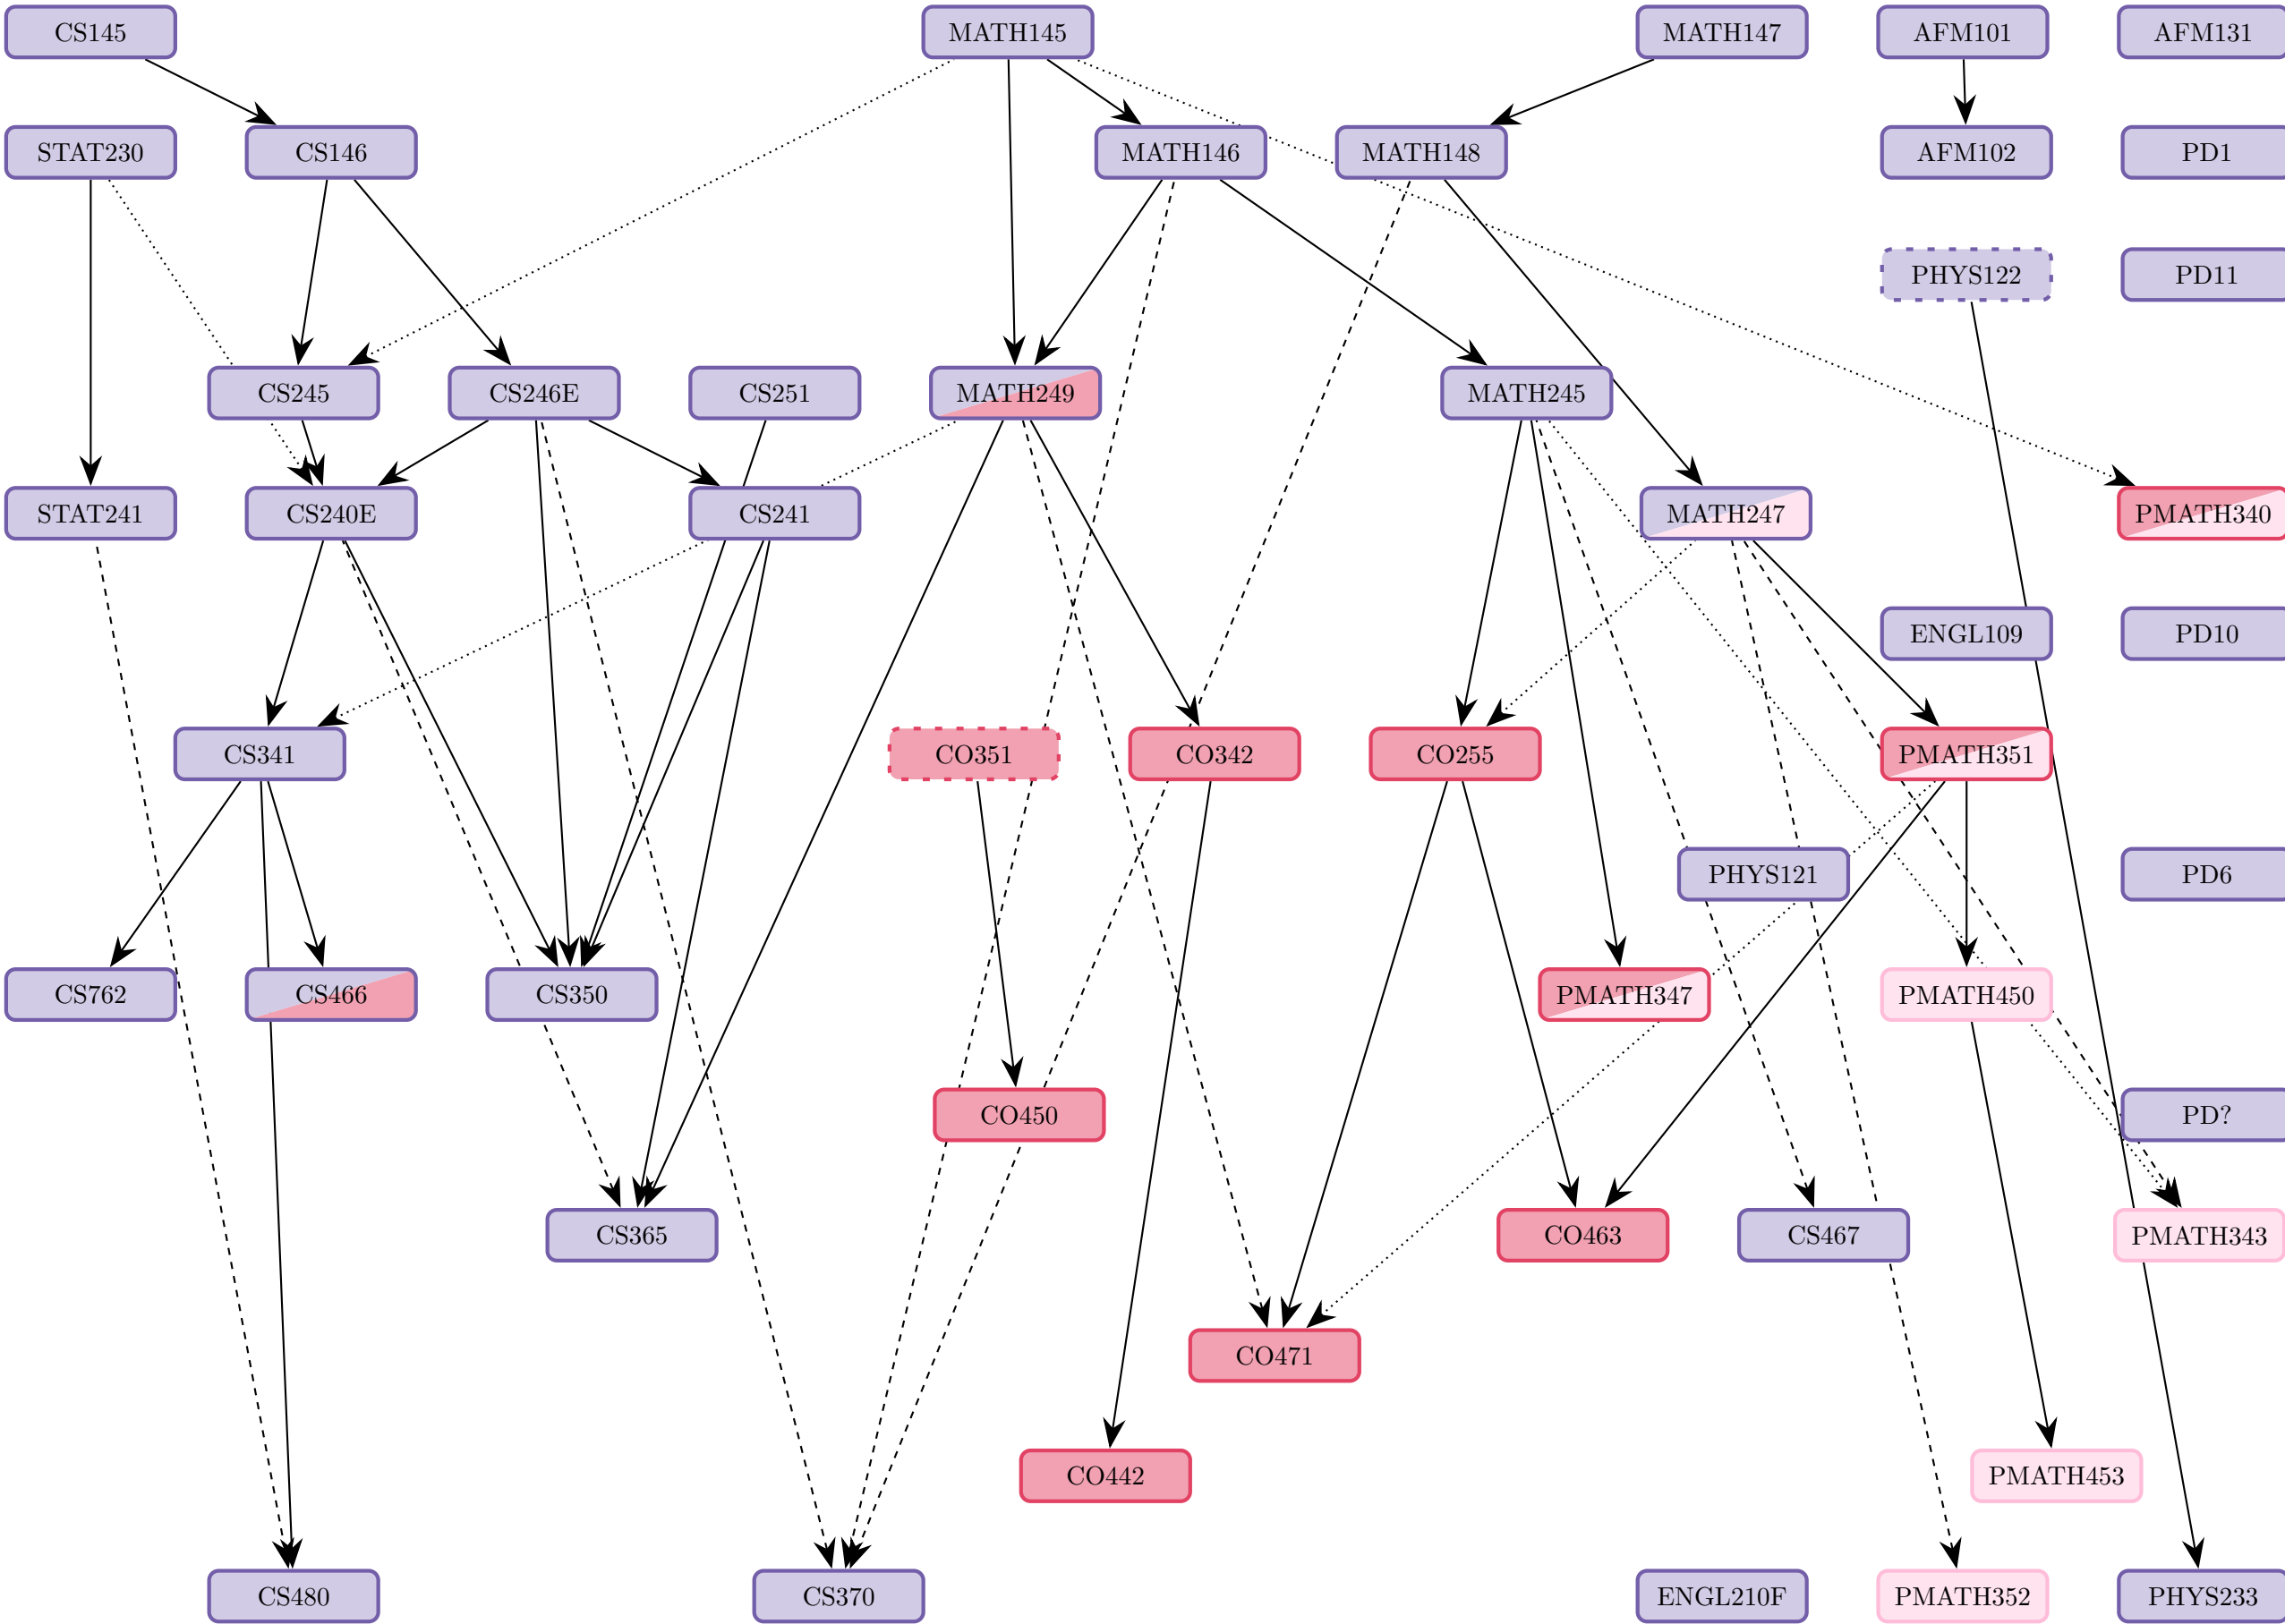 CS145
MATH145
MATH147
AFM101
AFM131
STAT230
CS146
MATH146
MATH148
AFM102
PD1
PHYS122
PD11
CS245
CS246E
CS251
MATH249
MATH245
STAT241
CS240E
CS241
MATH247
PMATH340
ENGL109
PD10
CS341
CO351
CO342
CO255
PMATH351
PHYS121
PD6
CS762
CS466
CS350
PMATH347
PMATH450
CO450
PD?
CS365
CO463
CS467
PMATH343
CO471
CO442
PMATH453
CS480
CS370
ENGL210F
PMATH352
PHYS233